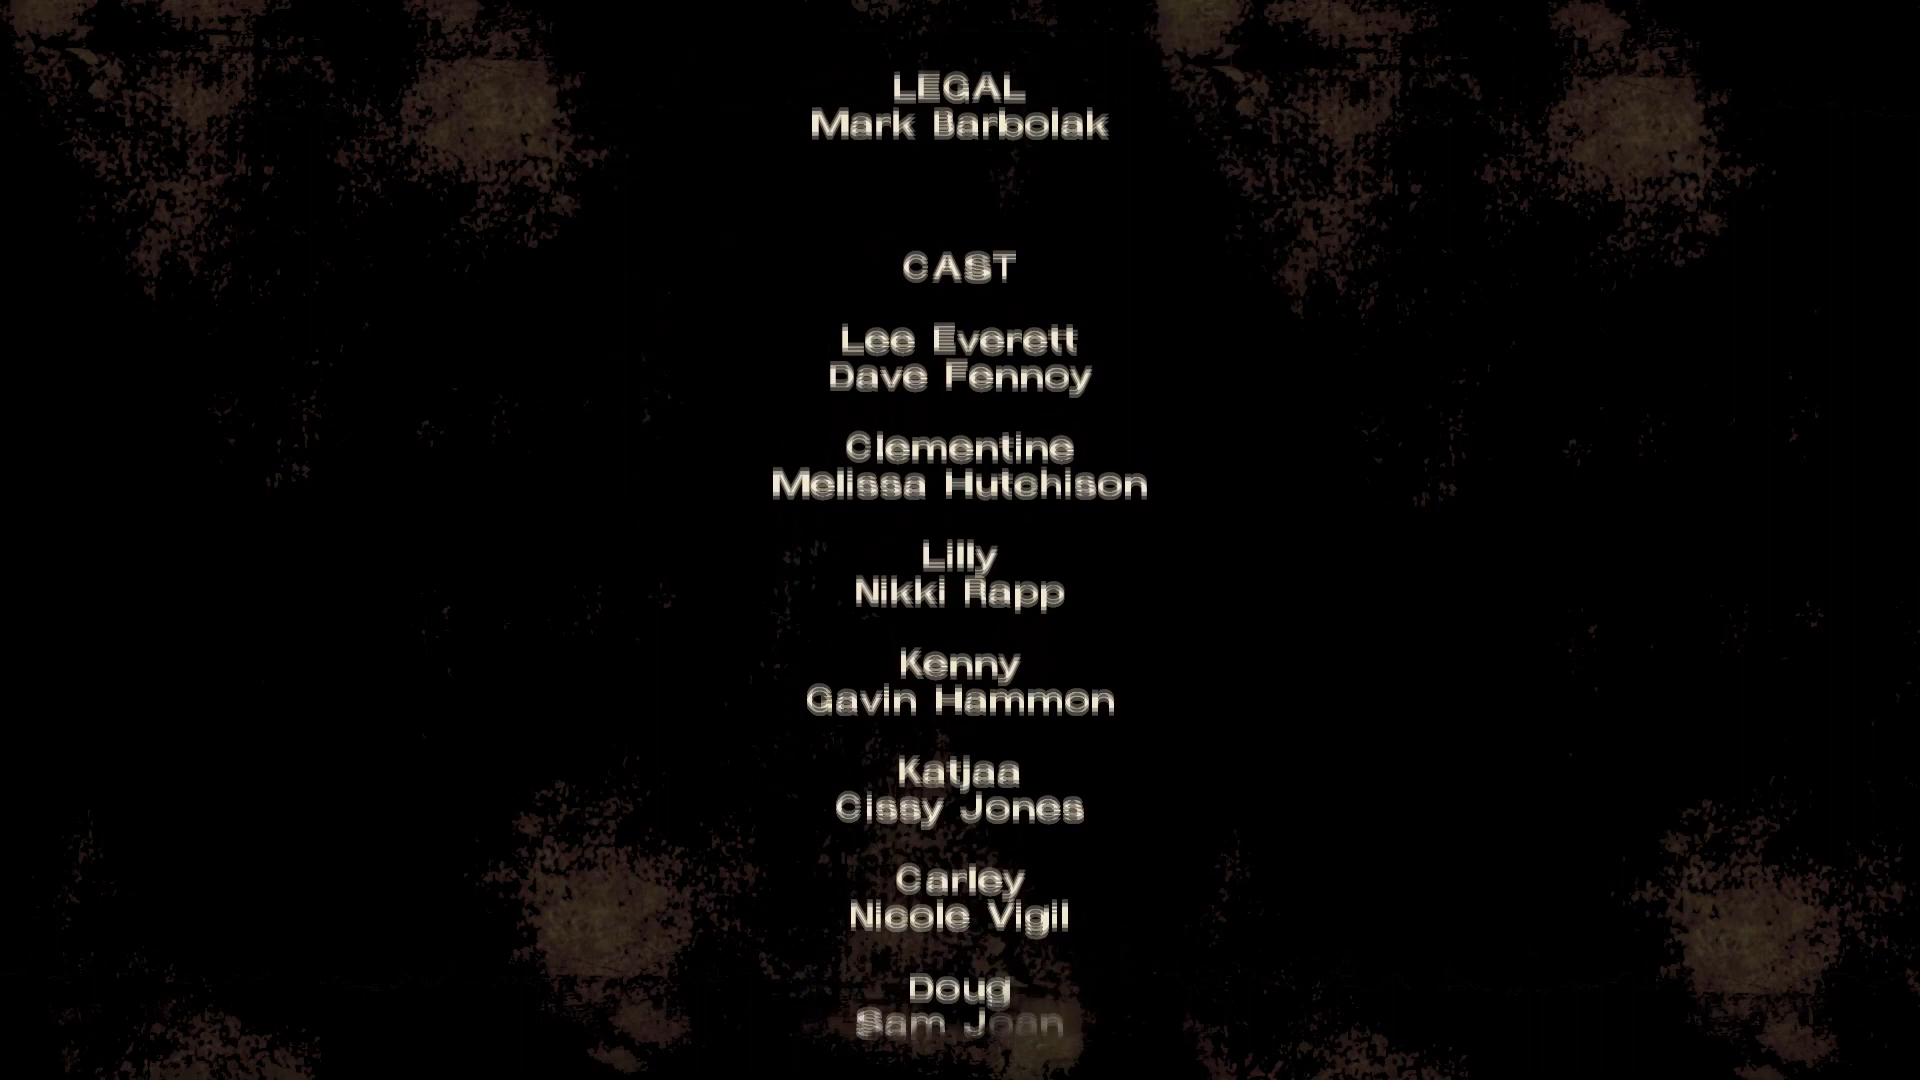 LEGAL
Mark Barbolak
CAST
Lee Everett
Dave Fennoy
Clementine
Melissa Hutchison
Lilly
Nikki Rapp
Kenny
Gavin Hammon
Katjaa
Cissy Jones
Carley
Nicole Vigil
Doug
Sam Joan